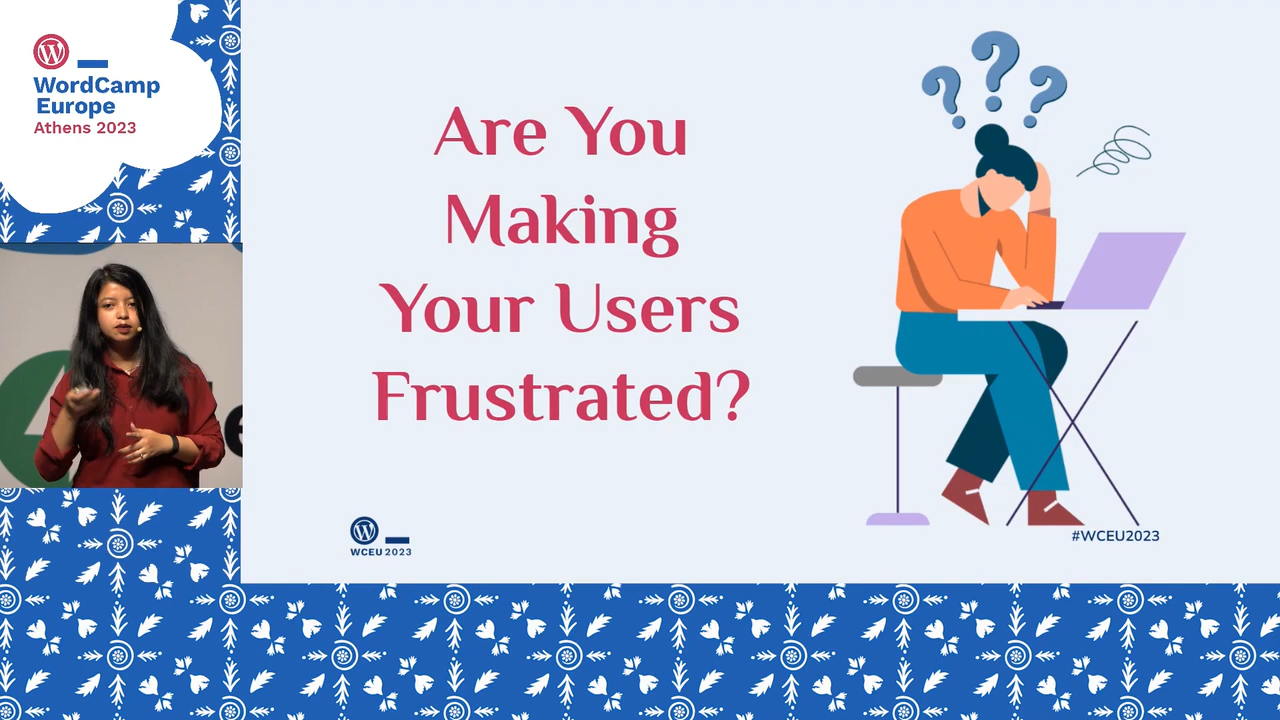 WordCamp
Europe
Athens 2023
Are You
Making
Your Users
Frustrated?
? ? ?
WCEU 2023
#WCEU2023